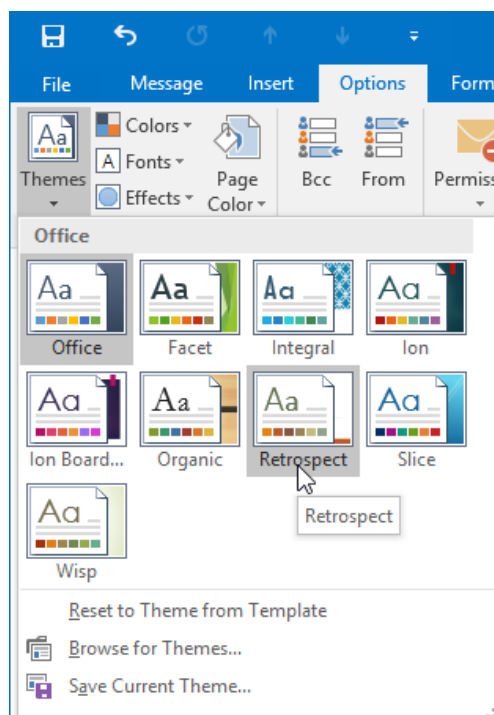 File Message Insert Options Form
Aa Colors
A Fonts
Themes Effects Page Color Bcc From Permiss
Office
Aa Aa Aa Aa
Office Facet Integral Ion
Aa Aa Aa Aa
Ion Board... Organic Retrospect Slice
Aa Retrospect
Wisp
Reset to Theme from Template
Browse for Themes...
Save Current Theme...